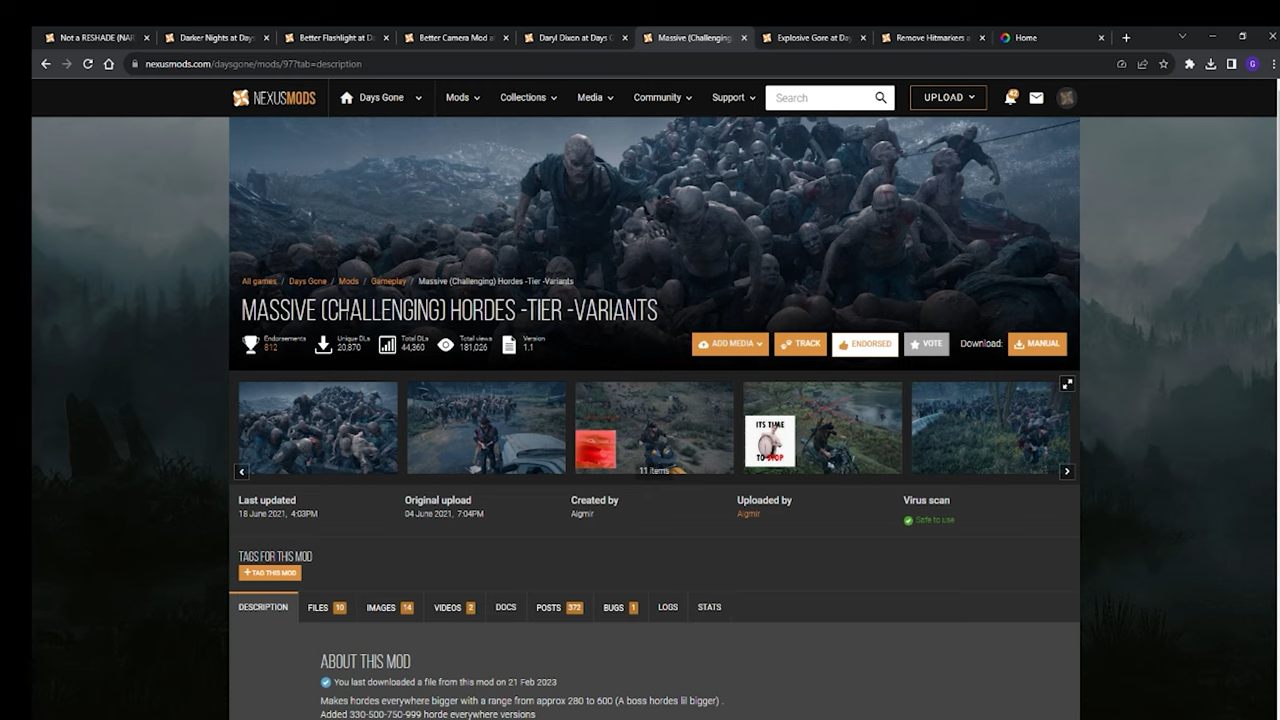 Not a RESHADE (NAR
Darker Nights at Day
Better Flashlight at D
Better Camera Mod a
Daryl Dixon at Days G
Massive (Challenging)
Explosive Gore at Day
Remove Hitmarkers a
Home
nexusmods.com/daysgone/mods/97?tab=description
G
NEXUSMODS
Days Gone
Mods
Collections
Media
Community
Support
Search
UPLOAD
42
All games / Days Gone / Mods / Gameplay / Massive (Challenging) Hordes -Tier -Variants
MASSIVE (CHALLENGING) HORDES -TIER -VARIANTS
Endorsements
812
Unique DLs
20,870
Total DLs
44,360
Total views
181,026
Version
1.1
ADD MEDIA
TRACK
ENDORSED
VOTE
Download:
MANUAL
ITS TIME
TO STOP
11 items
Last updated
18 June 2021, 4:03PM
Original upload
04 June 2021, 7:04PM
Created by
Aigmir
Uploaded by
Aigmir
Virus scan
Safe to use
TAGS FOR THIS MOD
+ TAG THIS MOD
DESCRIPTION
FILES 10
IMAGES 14
VIDEOS 2
DOCS
POSTS 372
BUGS 1
LOGS
STATS
ABOUT THIS MOD
You last downloaded a file from this mod on 21 Feb 2023
Makes hordes everywhere bigger with a range from approx 280 to 600 (A boss hordes lil bigger) .
Added 330-500-750-999 horde everywhere versions